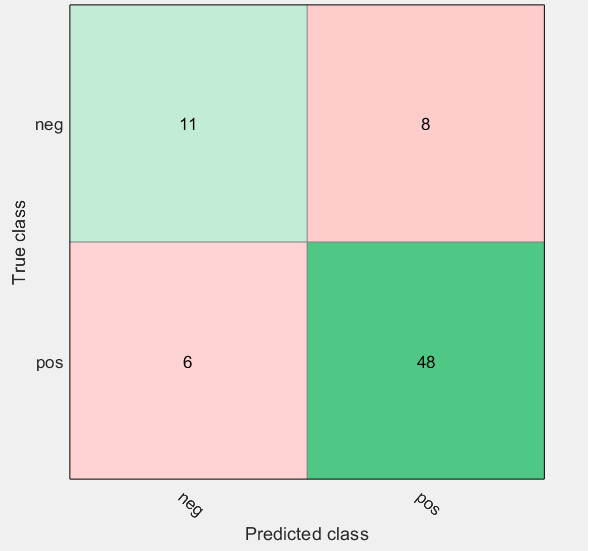 neg
11
8
True class
pos
6
48
neg
pos
Predicted class